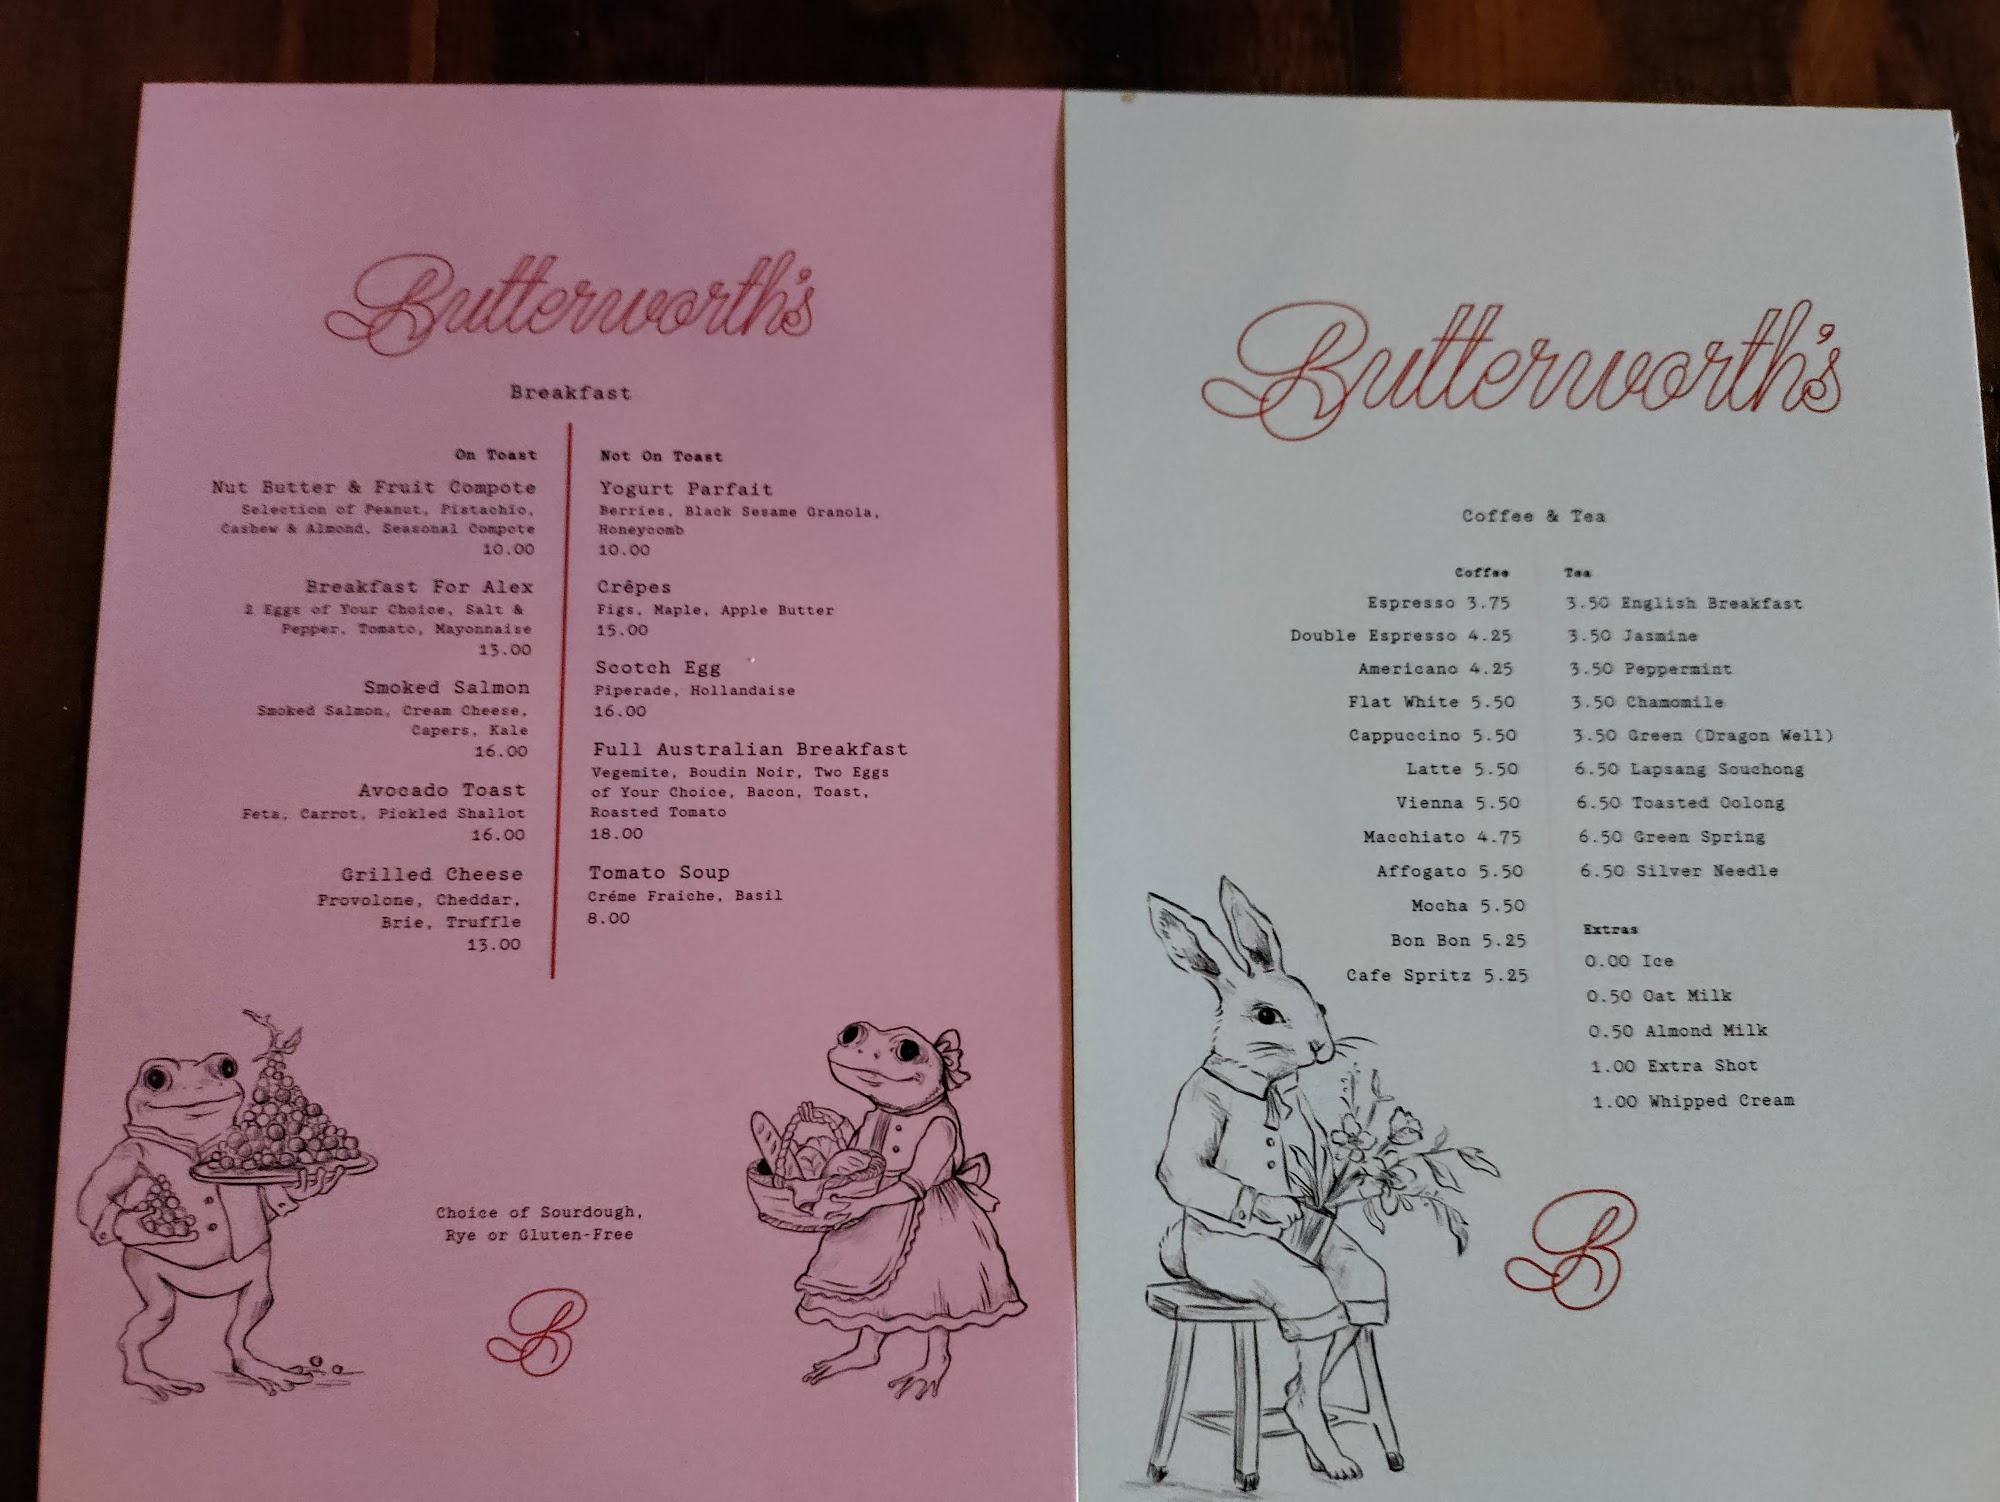 Butterworth's
Breakfast
On Toast
Nut Butter & Fruit Compote
Selection of Peanut, Pistachio,
Cashew & Almond, Seasonal Compote
10.00
Breakfast For Alex
2 Eggs of Your Choice, Salt &
Pepper, Tomato, Mayonnaise
13.00
Smoked Salmon
Smoked Salmon, Cream Cheese,
Capers, Kale
16.00
Avocado Toast
Feta, Carrot, Pickled Shallot
16.00
Grilled Cheese
Provolone, Cheddar,
Brie, Truffle
13.00
Not On Toast
Yogurt Parfait
Berries, Black Sesame Granola,
Honeycomb
10.00
Crêpes
Figs, Maple, Apple Butter
15.00
Scotch Egg
Piperade, Hollandaise
16.00
Full Australian Breakfast
Vegemite, Boudin Noir, Two Eggs
of Your Choice, Bacon, Toast,
Roasted Tomato
18.00
Tomato Soup
Créme Fraiche, Basil
8.00
Choice of Sourdough,
Rye or Gluten-Free
B
Butterworth's
Coffee & Tea
Coffee
Espresso 3.75
Double Espresso 4.25
Americano 4.25
Flat White 5.50
Cappuccino 5.50
Latte 5.50
Vienna 5.50
Macchiato 4.75
Affogato 5.50
Mocha 5.50
Bon Bon 5.25
Cafe Spritz 5.25
Tea
3.50 English Breakfast
3.50 Jasmine
3.50 Peppermint
3.50 Chamomile
3.50 Green (Dragon Well)
6.50 Lapsang Souchong
6.50 Toasted Oolong
6.50 Green Spring
6.50 Silver Needle
Extras
0.00 Ice
0.50 Oat Milk
0.50 Almond Milk
1.00 Extra Shot
1.00 Whipped Cream
B